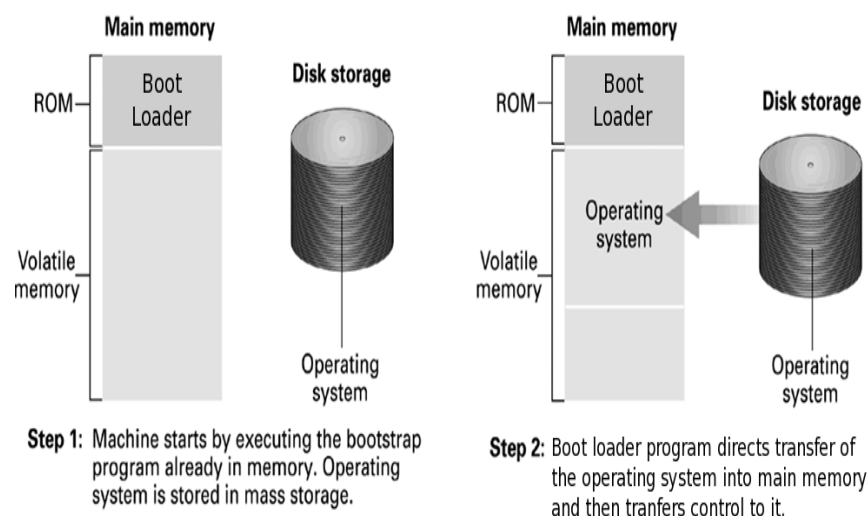 Main memory
ROM
Boot
Loader
Disk storage
Volatile
memory
Operating
system
Step 1: Machine starts by executing the bootstrap
program already in memory. Operating
system is stored in mass storage.
Main memory
ROM
Boot
Loader
Disk storage
Operating
system
Volatile
memory
Operating
system
Step 2: Boot loader program directs transfer of
the operating system into main memory
and then tranfers control to it.